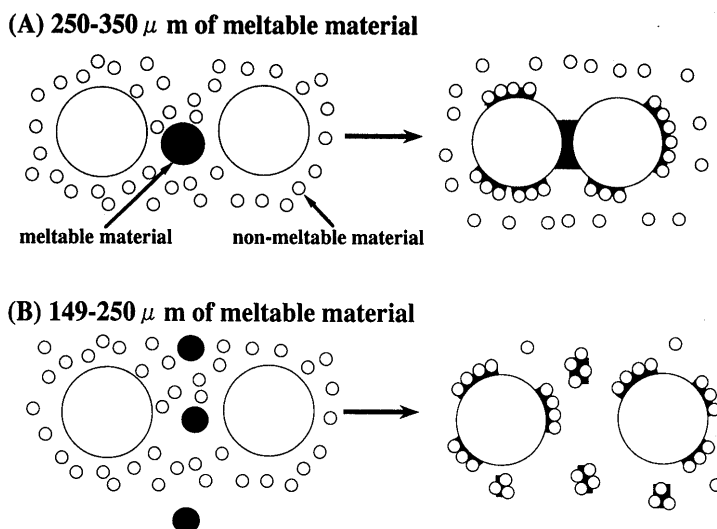 (A) 250-350 μ m of meltable material
meltable material
non-meltable material
(B) 149-250 μ m of meltable material